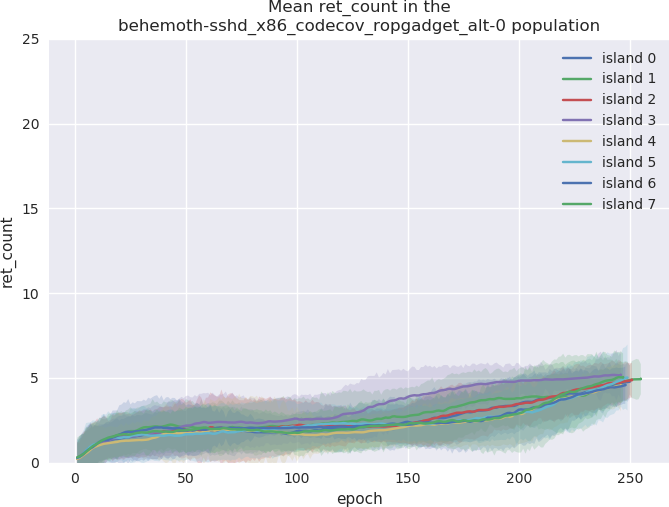 Mean ret_count in the
behemoth-sshd_x86_codecov_ropgadget_alt-0 population
25
20
15
10
5
0
ret_count
0
50
100
150
200
250
epoch
island 0
island 1
island 2
island 3
island 4
island 5
island 6
island 7